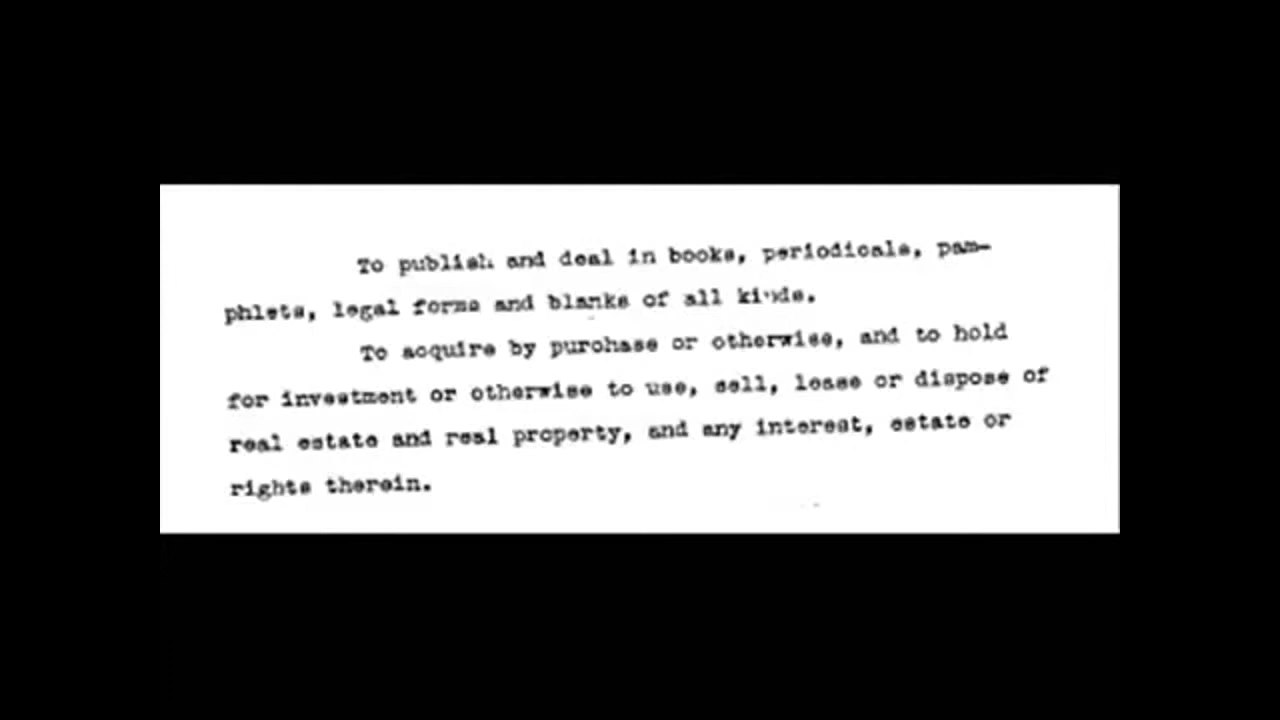 To publish and deal in books, periodicals, pam-
phlets, legal forms and blanks of all kinds.
To acquire by purchase or otherwise, and to hold
for investment or otherwise to use, sell, lease or dispose of
real estate and real property, and any interest, estate or
rights therein.